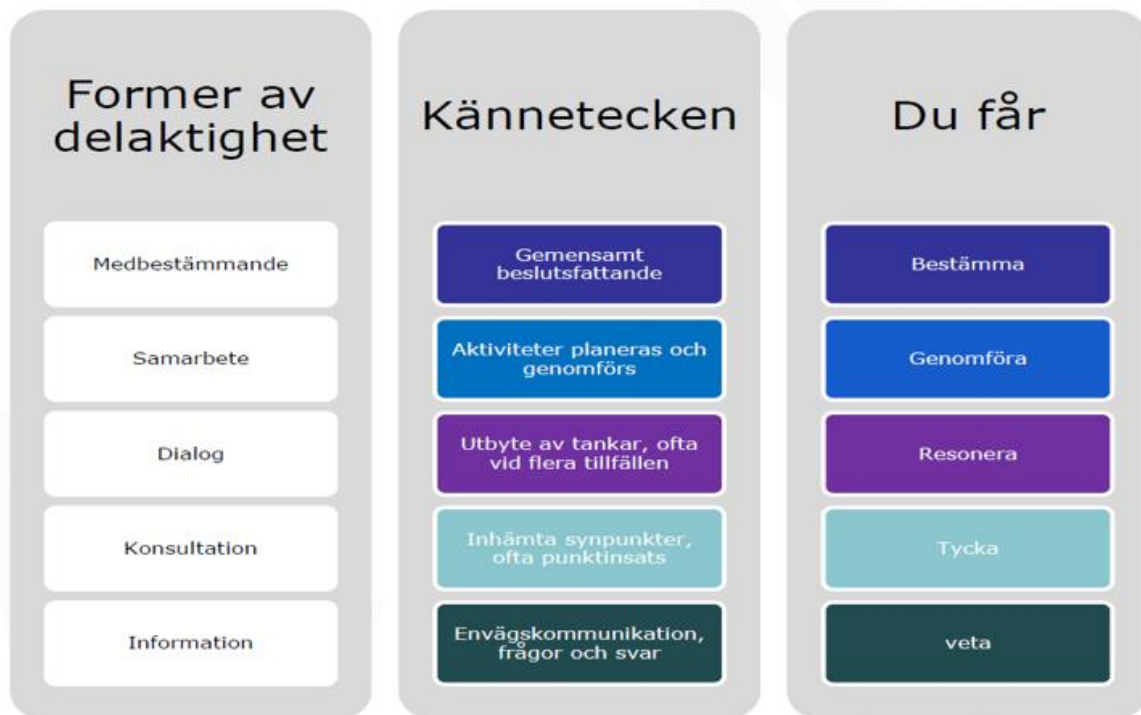 Former av
delaktighet
Kännetecken
Du får
Medbestämmande
Gemensamt
beslutsfattande
Bestämma
Samarbete
Aktiviteter planeras och
genomförs
Genomföra
Dialog
Utbyte av tankar, ofta
vid flera tillfällen
Resonera
Konsultation
Inhämta synpunkter,
ofta punktinsats
Tycka
Information
Envägskommunikation,
frågor och svar
veta